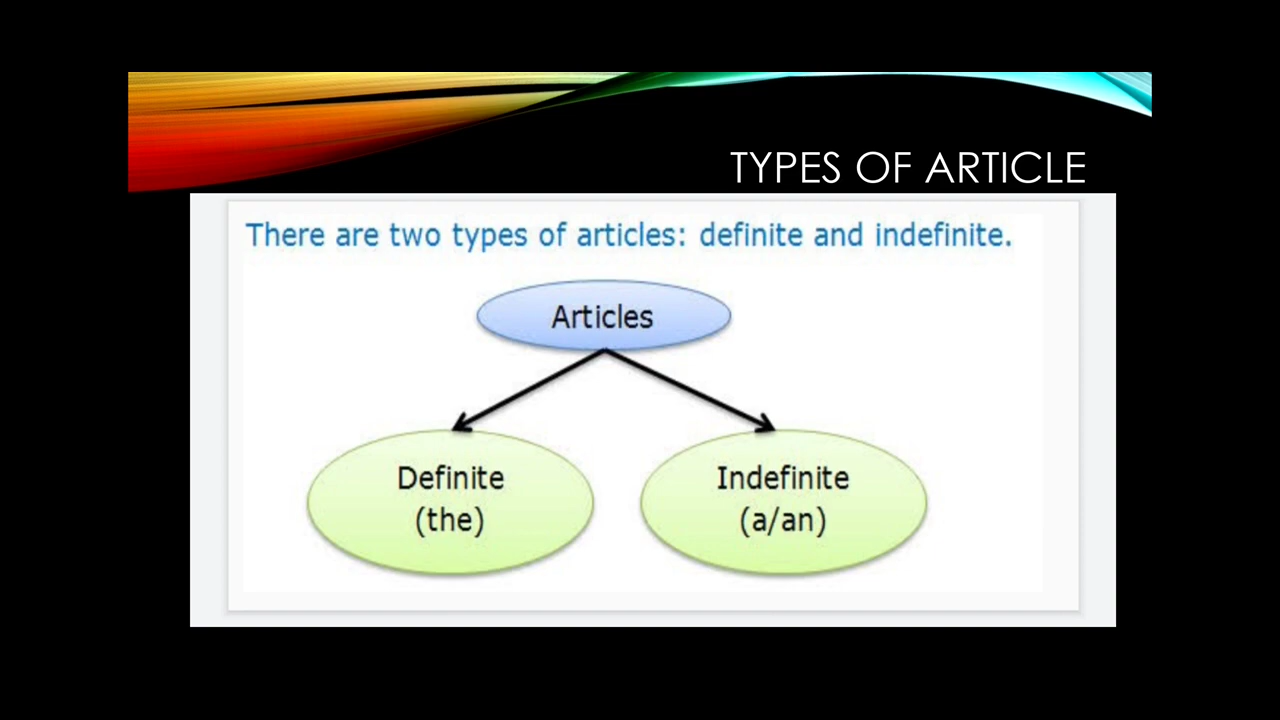 TYPES OF ARTICLE
There are two types of articles: definite and indefinite.
Articles
Definite
(the)
Indefinite
(a/an)